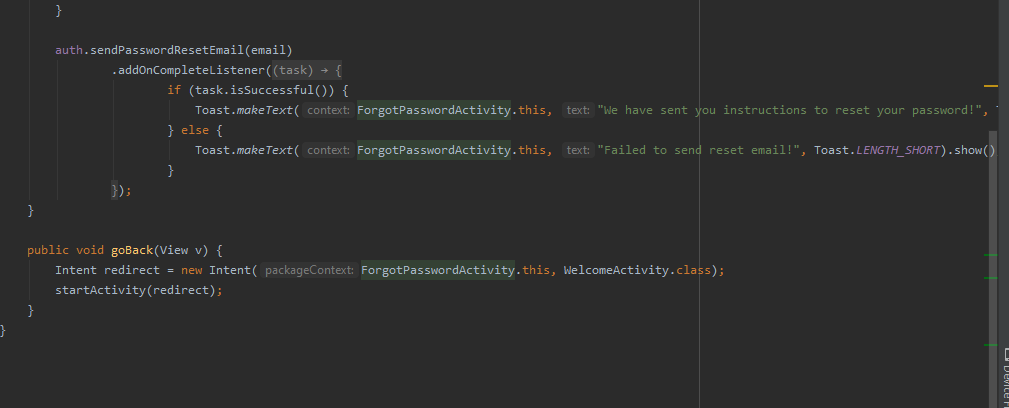 }
auth.sendPasswordResetEmail(email)
.addOnCompleteListener((task) → {
if (task.isSuccessful()) {
Toast.makeText( context: ForgotPasswordActivity.this, text: "We have sent you instructions to reset your password!",
} else {
Toast.makeText( context: ForgotPasswordActivity.this, text: "Failed to send reset email!", Toast.LENGTH_SHORT).show()
}
});
}
public void goBack(View v) {
Intent redirect = new Intent( packageContext: ForgotPasswordActivity.this, WelcomeActivity.class);
startActivity(redirect);
}
}
Device